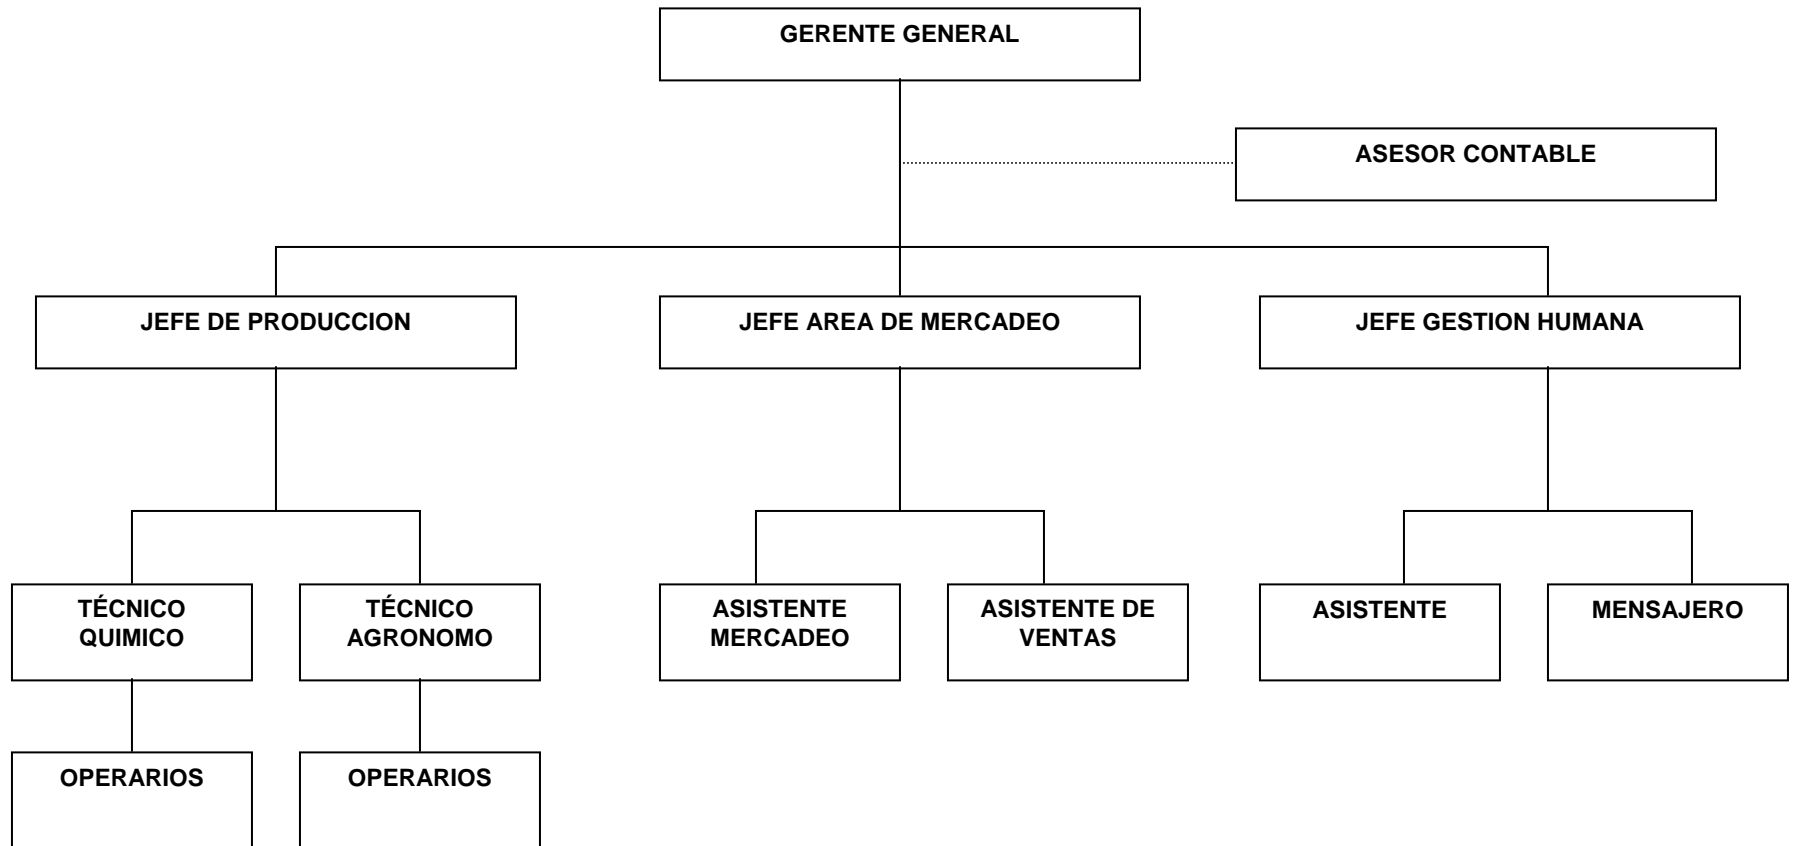 GERENTE GENERAL
ASESOR CONTABLE
JEFE DE PRODUCCION
JEFE AREA DE MERCADEO
JEFE GESTION HUMANA
TÉCNICO
QUIMICO
TÉCNICO
AGRONOMO
ASISTENTE
MERCADEO
ASISTENTE DE
VENTAS
ASISTENTE
MENSAJERO
OPERARIOS
OPERARIOS